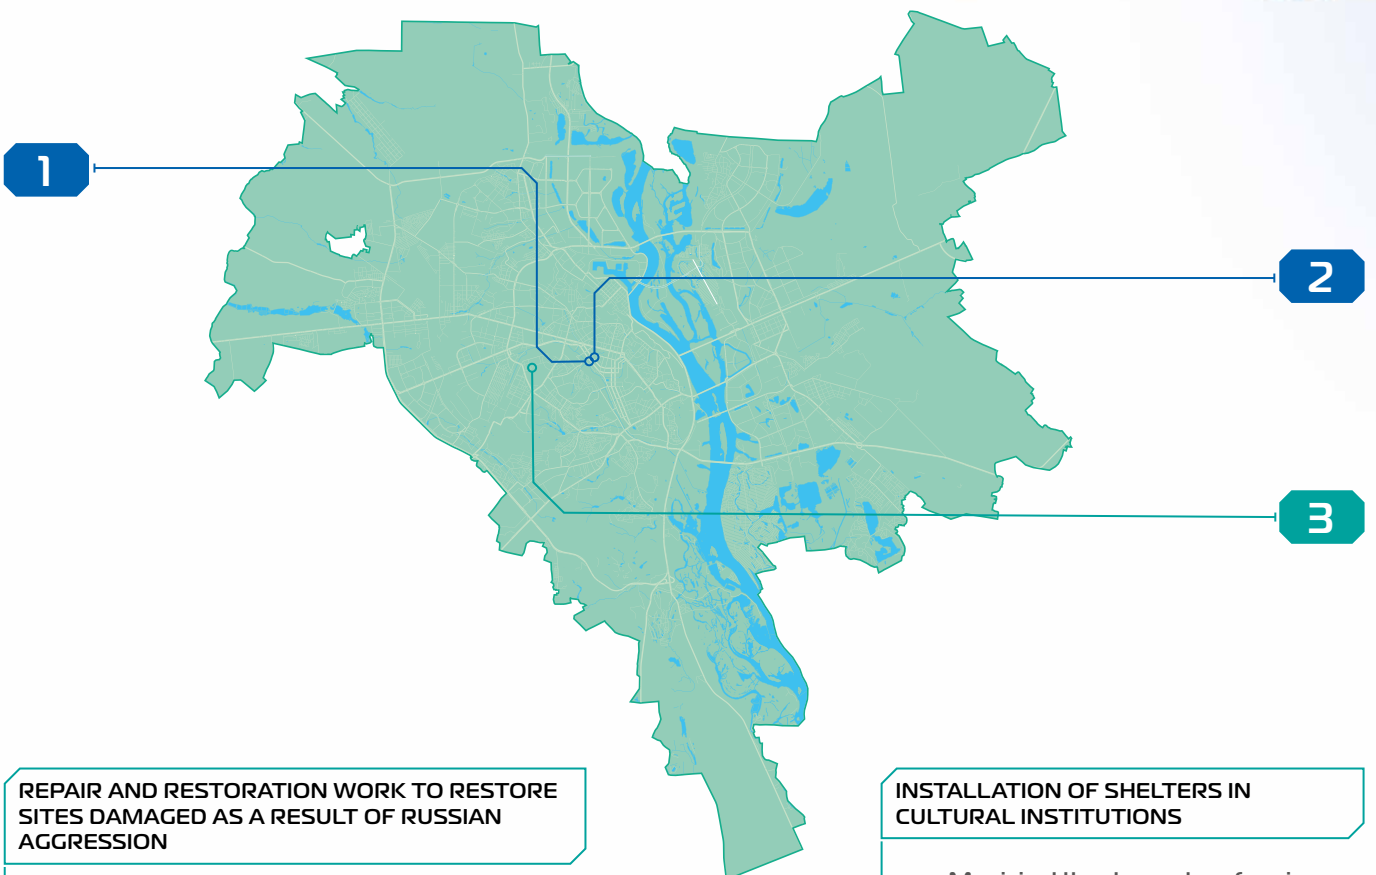 1
2
3
REPAIR AND RESTORATION WORK TO RESTORE
SITES DAMAGED AS A RESULT OF RUSSIAN
AGGRESSION
INSTALLATION OF SHELTERS IN
CULTURAL INSTITUTIONS